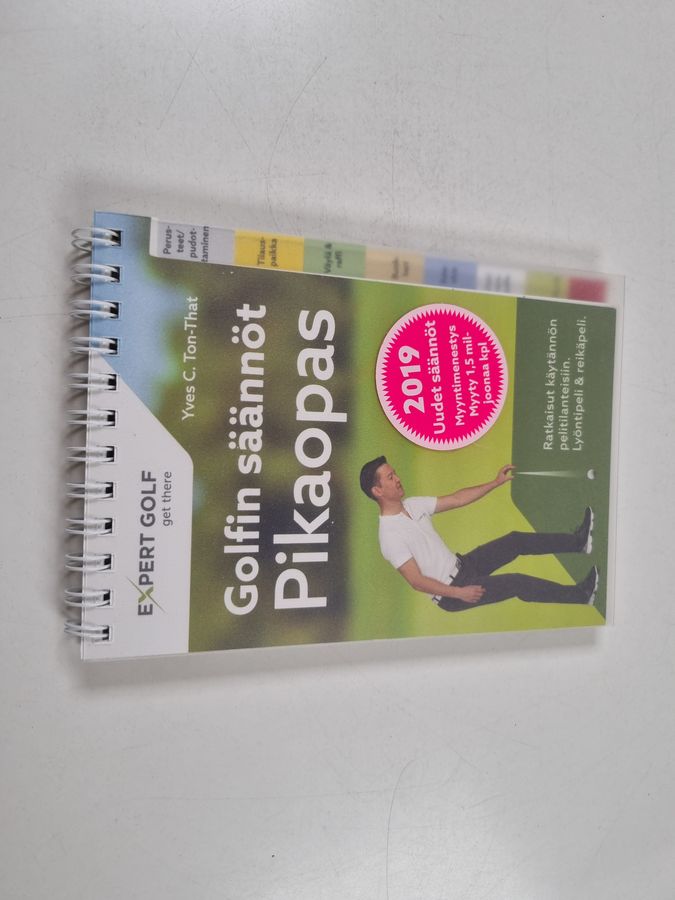 EXPERT GOLF
get there
Yves C. Ton-That
Golfin säännöt
Pikaopas
2019
Uudet säännöt
Myyntimenestys
Myyty 1,5 mil-
joonaa kpl
Ratkaisut käytännön
pelitilanteisiin.
Lyöntipeli & reikäpeli.
Perus-
teet/
pudot-
taminen
Tiiaus-
paikka
Väylä &
raffi